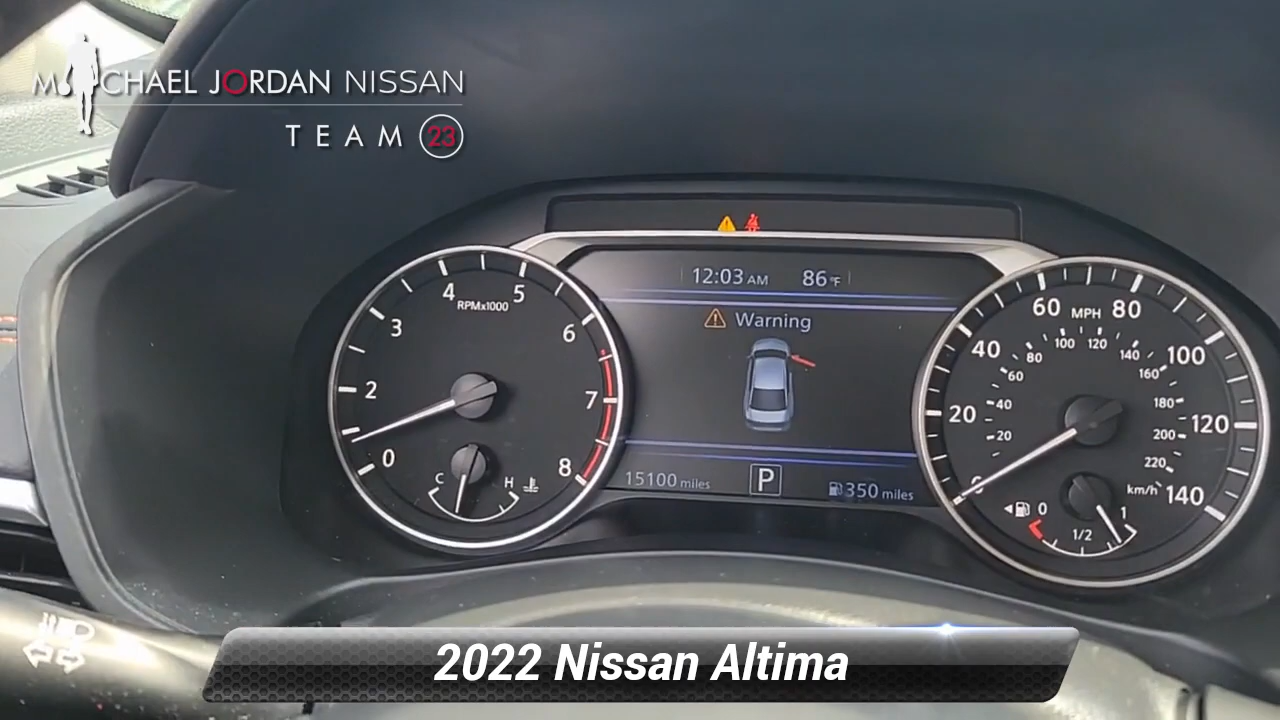 MICHAEL JORDAN NISSAN
TEAM 23
12:03 AM 86°F
Warning
15100 miles P 350 miles
0 2 3 4 5 6 7 8
RPMx1000
C H
0 20 40 60 80 100 120 140
MPH
20 40 60 80 100 120 140 160 180 200 220
km/h
0 1/2 1
2022 Nissan Altima